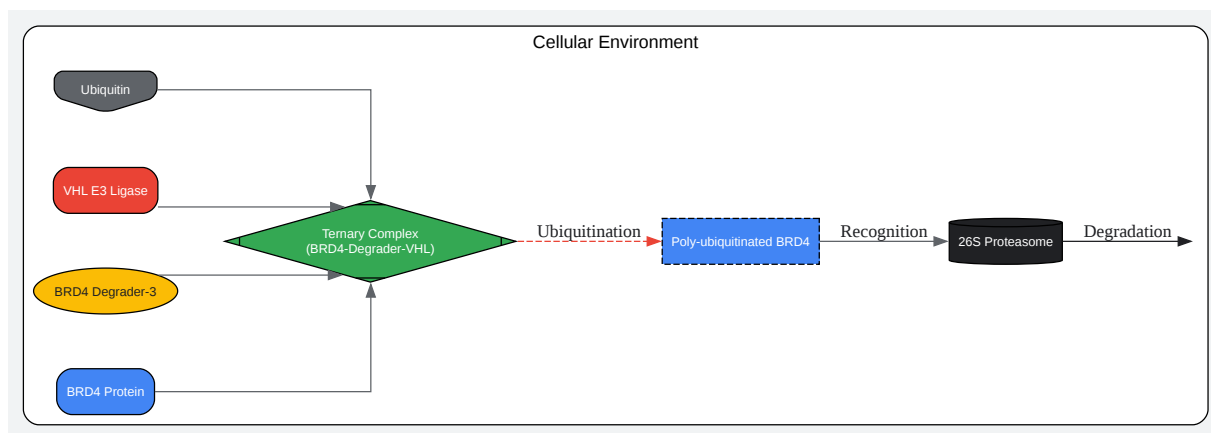 Cellular Environment
Ubiquitin
VHL E3 Ligase
BRD4 Degrader-3
BRD4 Protein
Ternary Complex
(BRD4-Degrader-VHL)
Ubiquitination
Poly-ubiquitinated BRD4
Recognition
26S Proteasome
Degradation